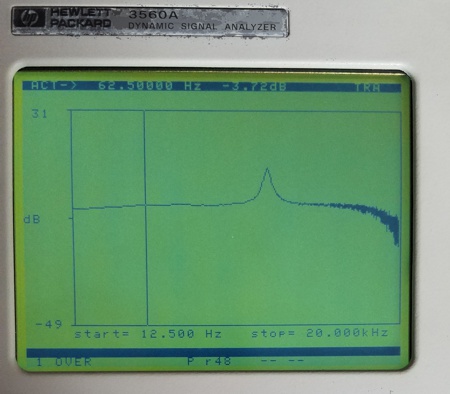 hp HEWLETT PACKARD 3560A DYNAMIC SIGNAL ANALYZER
ACT-> 62.50000 Hz -3.72dB
31
dB
-49
start= 12.500 Hz stop= 20.000kHz
1 OVER P r48 -- --